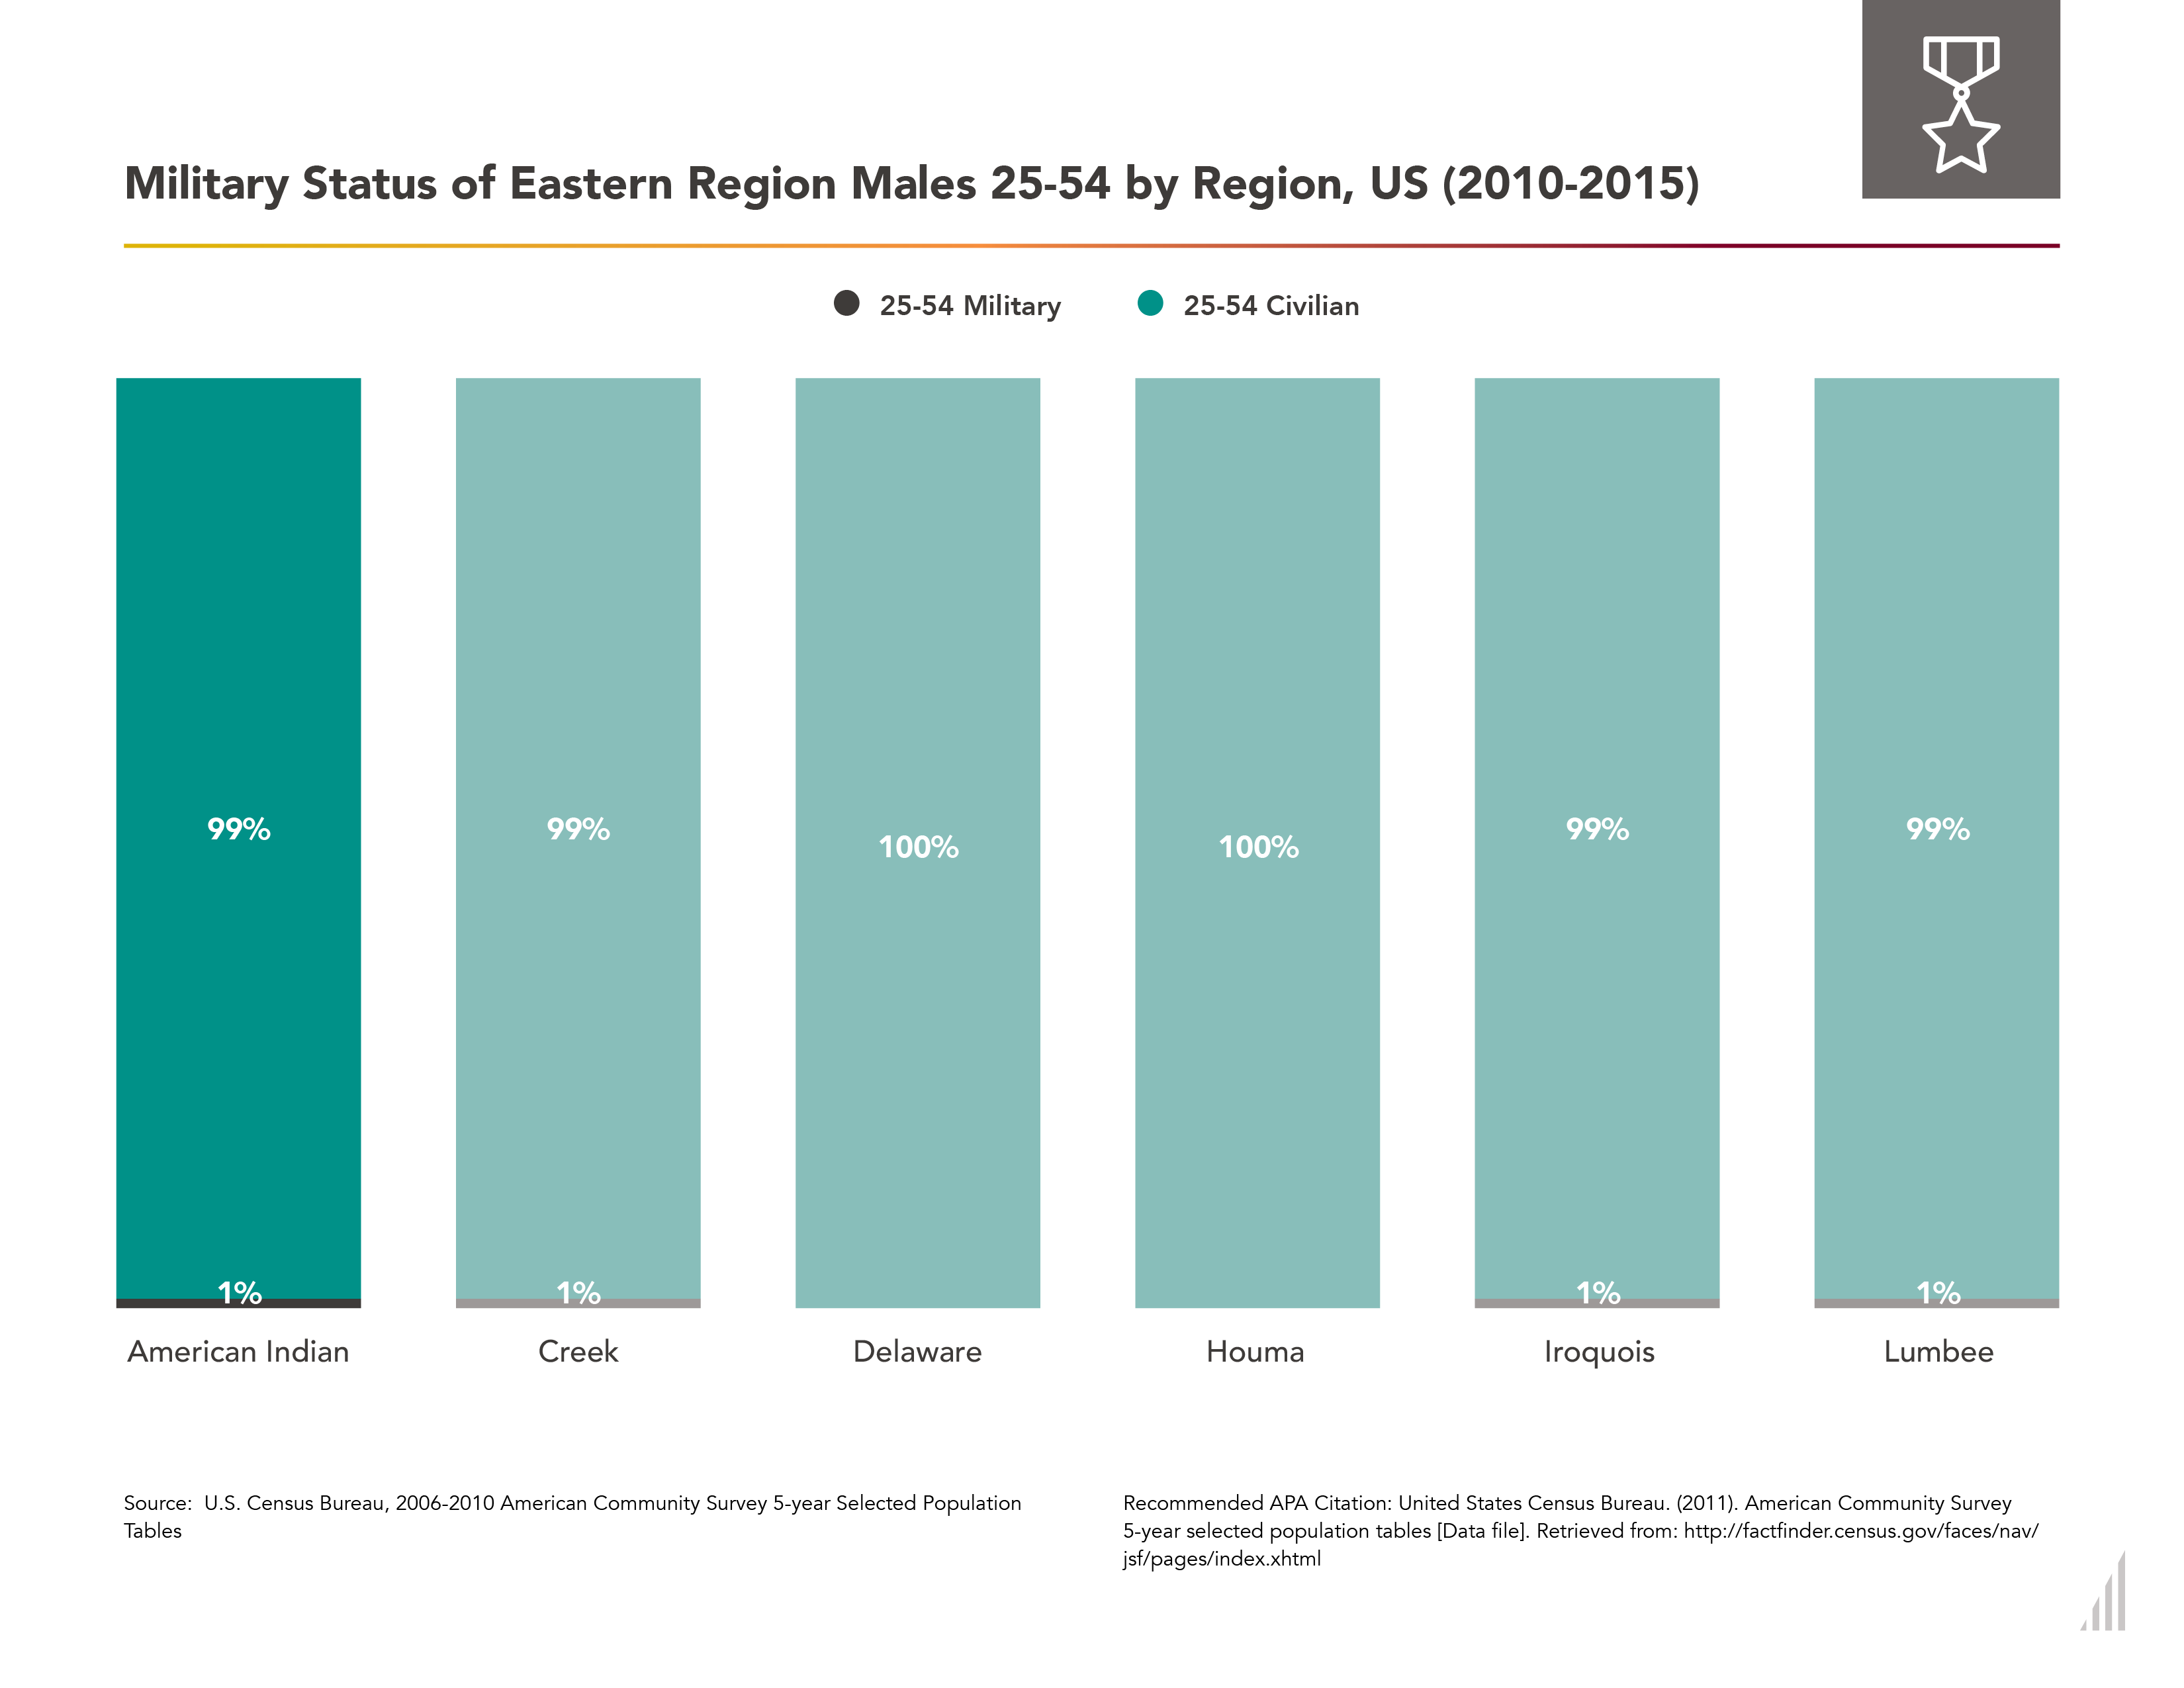 Military Status of Eastern Region Males 25-54 by Region, US (2010-2015)
25-54 Military 25-54 Civilian
99% 99% 100% 100% 99% 99%
1% 1% 1% 1%
American Indian Creek Delaware Houma Iroquois Lumbee
Source:  U.S. Census Bureau, 2006-2010 American Community Survey 5-year Selected Population
Tables
Recommended APA Citation: United States Census Bureau. (2011). American Community Survey
5-year selected population tables [Data file]. Retrieved from: http://factfinder.census.gov/faces/nav/
jsf/pages/index.xhtml